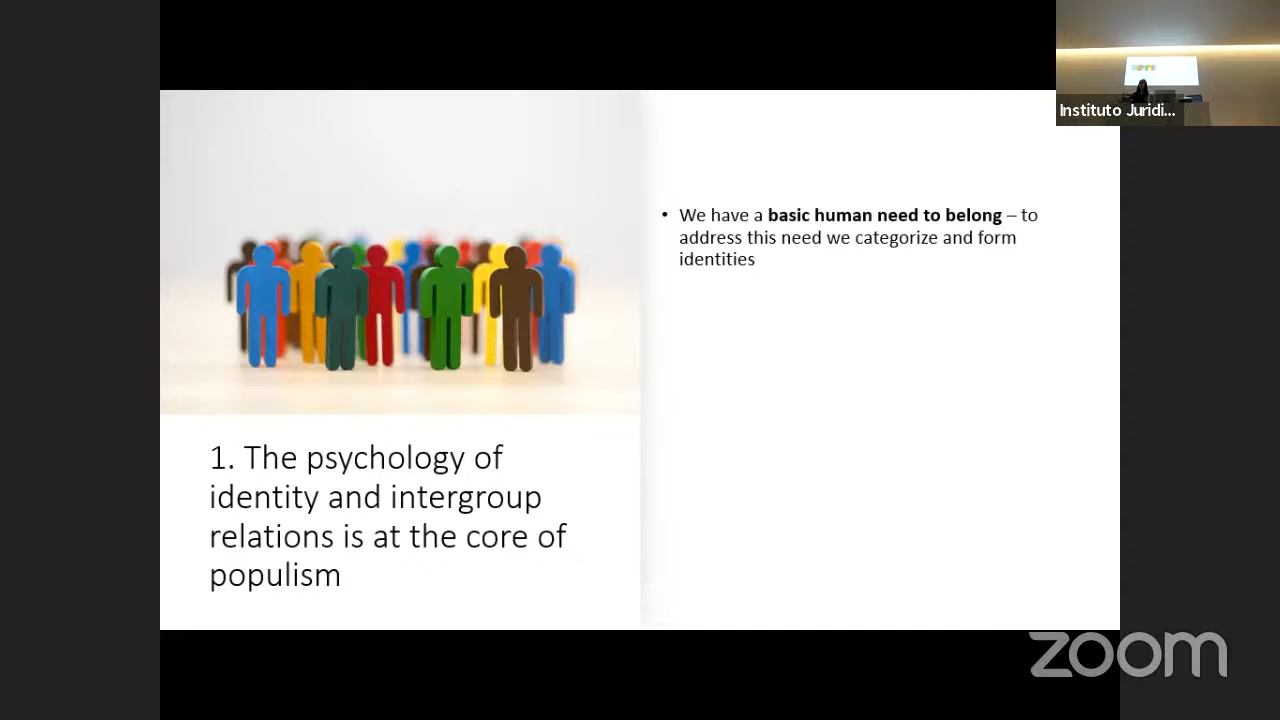 Instituto Juridi...
• We have a basic human need to belong – to
address this need we categorize and form
identities
1. The psychology of
identity and intergroup
relations is at the core of
populism
zoom